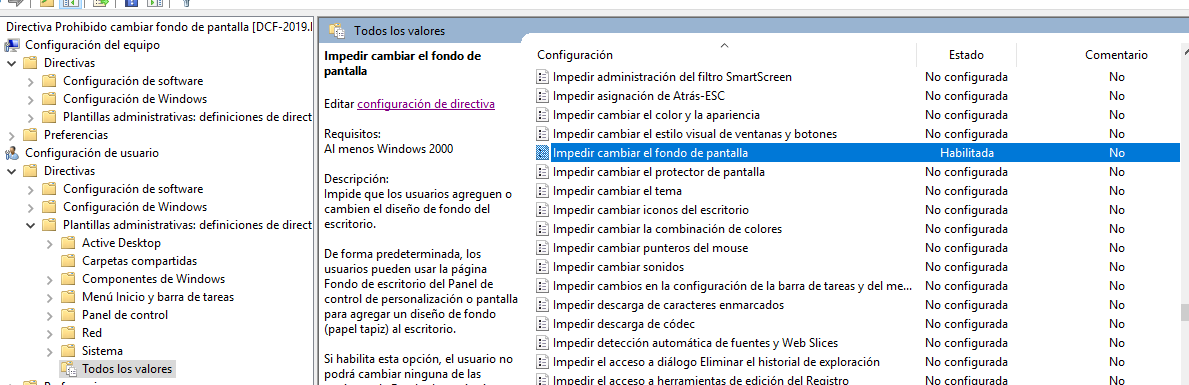 Directiva Prohibido cambiar fondo de pantalla [DCF-2019.
Configuración del equipo
Directivas
Configuración de software
Configuración de Windows
Plantillas administrativas: definiciones de direct
Preferencias
Configuración de usuario
Directivas
Configuración de software
Configuración de Windows
Plantillas administrativas: definiciones de direct
Active Desktop
Carpetas compartidas
Componentes de Windows
Menú Inicio y barra de tareas
Panel de control
Red
Sistema
Todos los valores
Todos los valores
Impedir cambiar el fondo de
pantalla
Editar configuración de directiva
Requisitos:
Al menos Windows 2000
Descripción:
Impide que los usuarios agreguen o
cambien el diseño de fondo del
escritorio.
De forma predeterminada, los
usuarios pueden usar la página
Fondo de escritorio del Panel de
control de personalización o pantalla
para agregar un diseño de fondo
(papel tapiz) al escritorio.
Si habilita esta opción, el usuario no
podrá cambiar ninguna de las
Configuración Estado Comentario
Impedir administración del filtro SmartScreen No configurada No
Impedir asignación de Atrás-ESC No configurada No
Impedir cambiar el color y la apariencia No configurada No
Impedir cambiar el estilo visual de ventanas y botones No configurada No
Impedir cambiar el fondo de pantalla Habilitada No
Impedir cambiar el protector de pantalla No configurada No
Impedir cambiar el tema No configurada No
Impedir cambiar iconos del escritorio No configurada No
Impedir cambiar la combinación de colores No configurada No
Impedir cambiar punteros del mouse No configurada No
Impedir cambiar sonidos No configurada No
Impedir cambios en la configuración de la barra de tareas y del me... No configurada No
Impedir descarga de caracteres enmarcados No configurada No
Impedir descarga de códec No configurada No
Impedir detección automática de fuentes y Web Slices No configurada No
Impedir el acceso a diálogo Eliminar el historial de exploración No configurada No
Impedir el acceso a herramientas de edición del Registro No configurada No